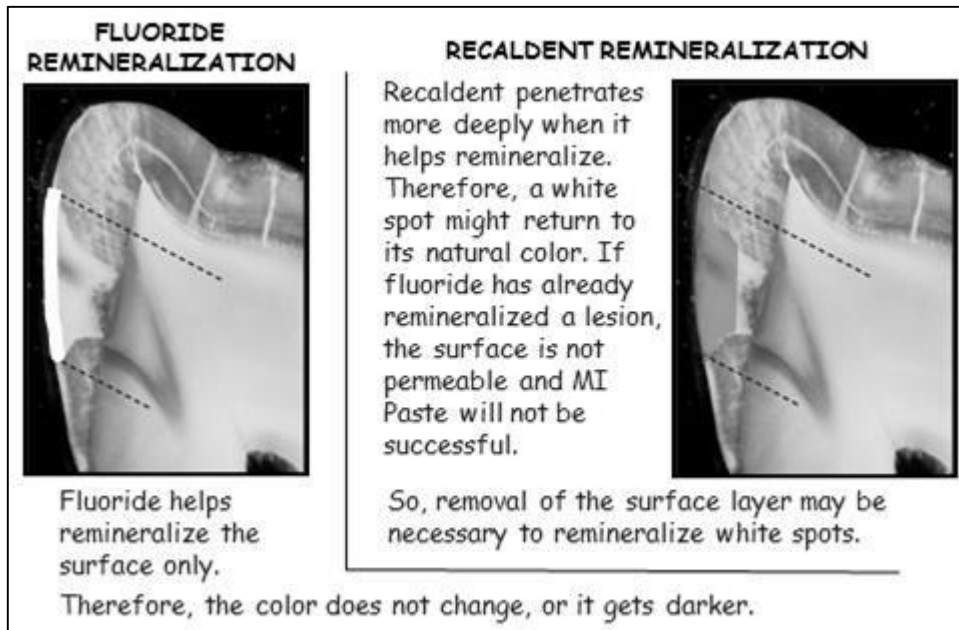 FLUORIDE
REMINERALIZATION
Fluoride helps
remineralize the
surface only.
RECALDENT REMINERALIZATION
Recaldent penetrates
more deeply when it
helps remineralize.
Therefore, a white
spot might return to
its natural color. If
fluoride has already
remineralized a lesion,
the surface is not
permeable and MI
Paste will not be
successful.
So, removal of the surface layer may be
necessary to remineralize white spots.
Therefore, the color does not change, or it gets darker.